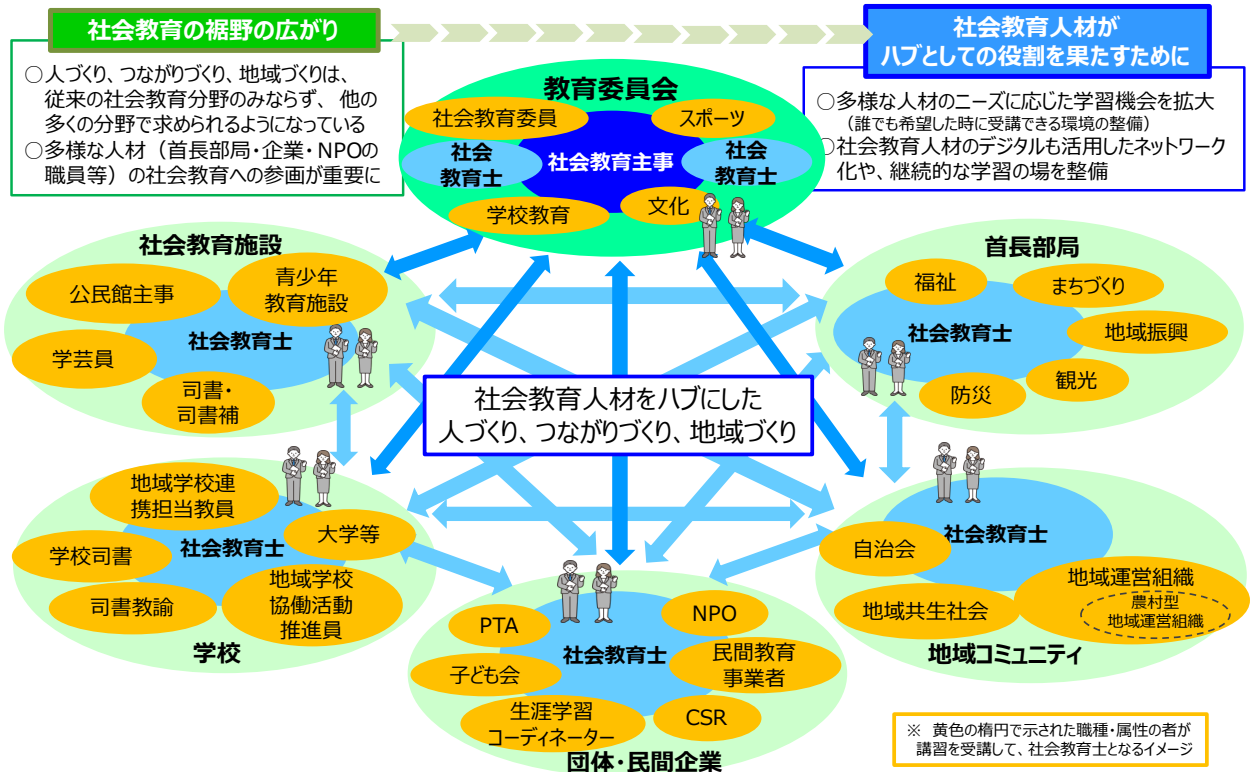 社会教育の裾野の広がり
○人づくり、つながりづくり、地域づくりは、
従来の社会教育分野のみならず、他の
多くの分野で求められるようになっている
○多様な人材（首長部局・企業・NPOの
職員等）の社会教育への参画が重要に
社会教育人材が
ハブとしての役割を果たすために
○多様な人材のニーズに応じた学習機会を拡大
（誰でも希望した時に受講できる環境の整備）
○社会教育人材のデジタルも活用したネットワーク
化や、継続的な学習の場を整備
教育委員会
社会教育委員
スポーツ
社会
教育士
社会教育主事
社会
教育士
学校教育
文化
社会教育施設
公民館主事
青少年
教育施設
社会教育士
学芸員
司書・
司書補
首長部局
福祉
まちづくり
社会教育士
地域振興
防災
観光
社会教育人材をハブにした
人づくり、つながりづくり、地域づくり
地域学校連
携担当教員
学校司書
社会教育士
大学等
司書教諭
地域学校
協働活動
推進員
学校
PTA
NPO
子ども会
社会教育士
民間教育
事業者
生涯学習
コーディネーター
CSR
団体・民間企業
社会教育士
自治会
地域共生社会
地域運営組織
農村型
地域運営組織
地域コミュニティ
※ 黄色の楕円で示された職種・属性の者が
講習を受講して、社会教育士となるイメージ